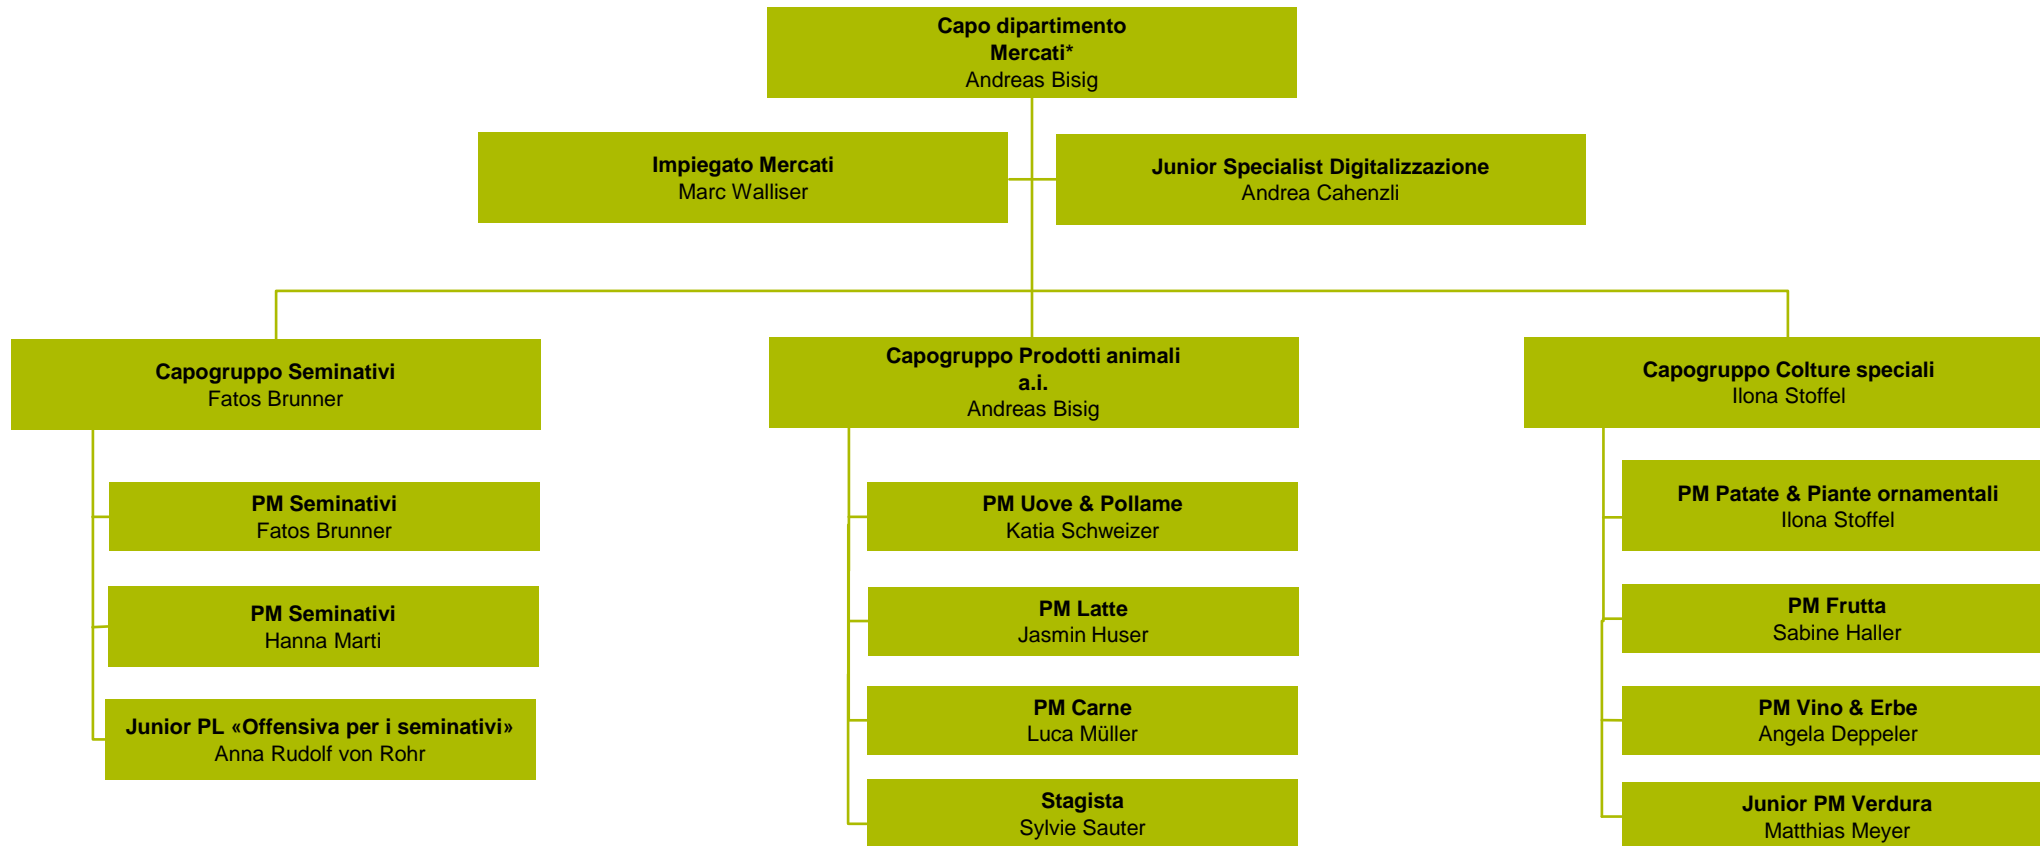 Capo dipartimento
Mercati*
Andreas Bisig
Impiegato Mercati
Marc Walliser
Junior Specialist Digitalizzazione
Andrea Cahenzli
Capogruppo Seminativi
Fatos Brunner
PM Seminativi
Fatos Brunner
PM Seminativi
Hanna Marti
Junior PL «Offensiva per i seminativi»
Anna Rudolf von Rohr
Capogruppo Prodotti animali
a.i.
Andreas Bisig
PM Uove & Pollame
Katia Schweizer
PM Latte
Jasmin Huser
PM Carne
Luca Müller
Stagista
Sylvie Sauter
Capogruppo Colture speciali
Ilona Stoffel
PM Patate & Piante ornamentali
Ilona Stoffel
PM Frutta
Sabine Haller
PM Vino & Erbe
Angela Deppeler
Junior PM Verdura
Matthias Meyer